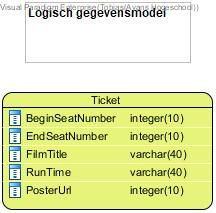 Visual Paradigm Enterprise(Tobias(Avans Hogeschool))
Logisch gegevensmodel
Ticket
BeginSeatNumber integer(10)
EndSeatNumber integer(10)
FilmTitle varchar(40)
RunTime varchar(40)
PosterUrl integer(10)